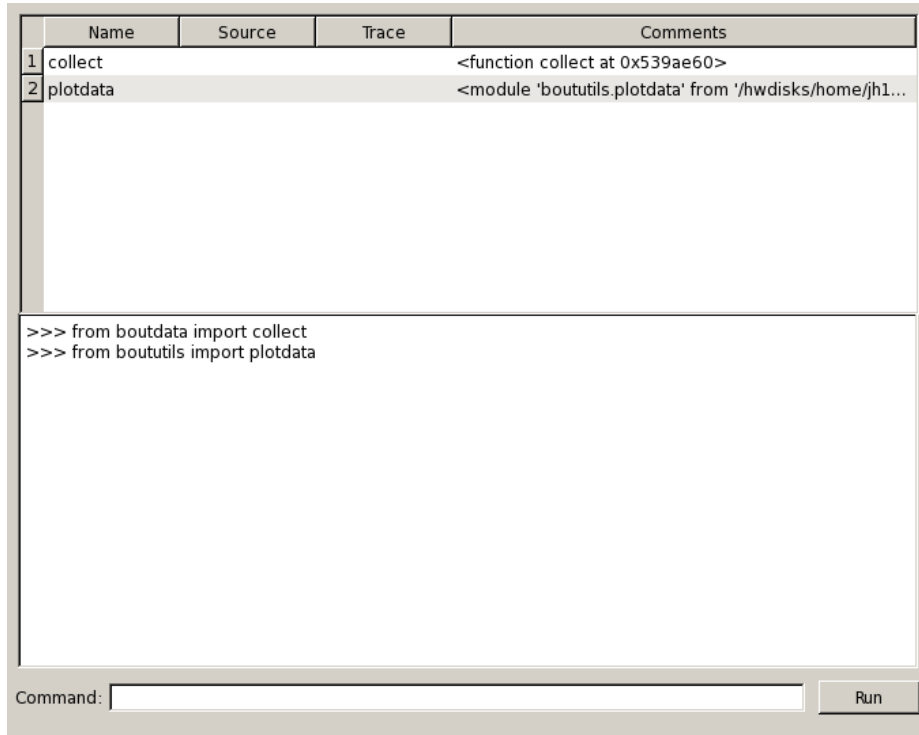 Name Source Trace Comments
1 collect <function collect at 0x539ae60>
2 plotdata <module 'boututils.plotdata' from '/hwdisks/home/jh1...
>>> from boutdata import collect
>>> from boututils import plotdata
Command: Run